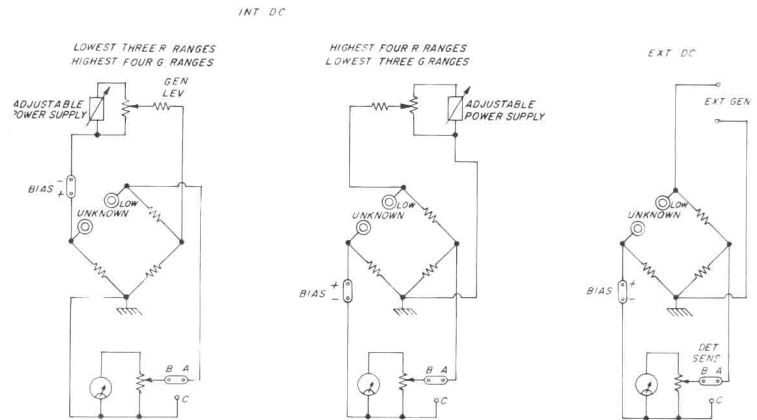 INT DC
LOWEST THREE R RANGES
HIGHEST FOUR G RANGES
GEN
LEV
ADJUSTABLE
POWER SUPPLY
BIAS
-
+
UNKNOWN
LOW
B A
C
HIGHEST FOUR R RANGES
LOWEST THREE G RANGES
ADJUSTABLE
POWER SUPPLY
UNKNOWN
LOW
BIAS
+
-
B A
C
EXT DC
EXT GEN
UNKNOWN
LOW
BIAS
+
-
DET
SENS
B A
C